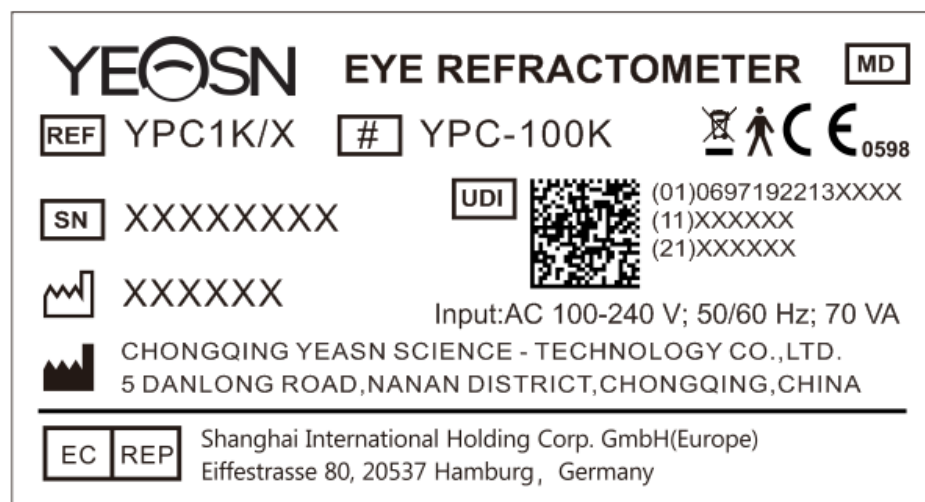 YEASN EYE REFRACTOMETER MD
REF YPC1K/X # YPC-100K CE 0598
SN XXXXXXXX
UDI (01)0697192213XXXX
(11)XXXXXX
(21)XXXXXX
XXXXXX
Input:AC 100-240 V; 50/60 Hz; 70 VA
CHONGQING YEASN SCIENCE - TECHNOLOGY CO.,LTD.
5 DANLONG ROAD,NANAN DISTRICT,CHONGQING,CHINA
EC REP Shanghai International Holding Corp. GmbH(Europe)
Eiffestrasse 80, 20537 Hamburg, Germany